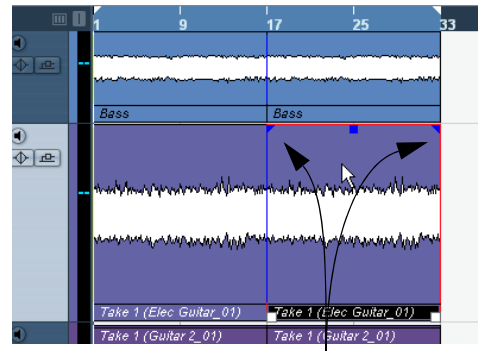 1 9 17 25 33
Bass Bass
Take 1 (Elec Guitar_01) Take 1 (Elec Guitar_01)
Take 1 (Guitar 2_01) Take 1 (Guitar 2_01)